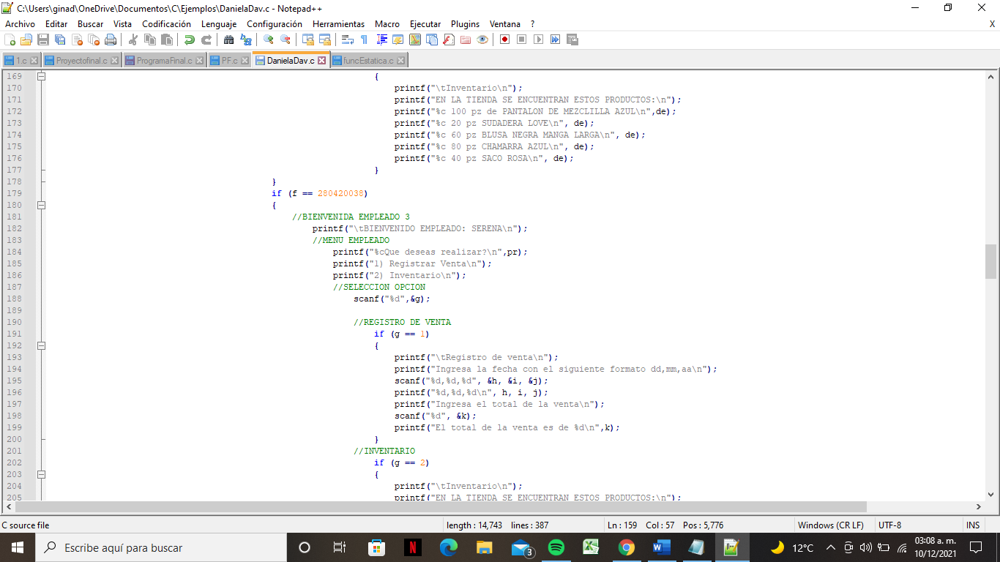 C:\Users\ginad\OneDrive\Documentos\C\Ejemplos\DanielaDav.c - Notepad++
Archivo Editar Buscar Vista Codificación Lenguaje Configuración Herramientas Macro Ejecutar Plugins Ventana ? X
1.c Proyectofinal.c ProgramaFinal.c PF.c DanielaDav.c funcEstatica.c
169 {
170 printf("\tInventario\n");
171 printf("EN LA TIENDA SE ENCUENTRAN ESTOS PRODUCTOS:\n");
172 printf("%c 100 pz de PANTALON DE MEZCLILLA AZUL\n",de);
173 printf("%c 20 pz SUDADERA LOVE\n", de);
174 printf("%c 60 pz BLUSA NEGRA MANGA LARGA\n", de);
175 printf("%c 80 pz CHAMARRA AZUL\n", de);
176 printf("%c 40 pz SACO ROSA\n", de);
177 }
178 }
179 if (f == 280420038)
180 {
181 //BIENVENIDA EMPLEADO 3
182 printf("\tBIENVENIDO EMPLEADO: SERENA\n");
183 //MENU EMPLEADO
184 printf("%cQue deseas realizar?\n",pr);
185 printf("1) Registrar Venta\n");
186 printf("2) Inventario\n");
187 //SELECCION OPCION
188 scanf("%d",&g);
189
190 //REGISTRO DE VENTA
191 if (g == 1)
192 {
193 printf("\tRegistro de venta\n");
194 printf("Ingresa la fecha con el siguiente formato dd,mm,aa\n");
195 scanf("%d,%d,%d", &h, &i, &j);
196 printf("%d,%d,%d\n", h, i, j);
197 printf("Ingresa el total de la venta\n");
198 scanf("%d", &k);
199 printf("El total de la venta es de %d\n",k);
200 }
201 //INVENTARIO
202 if (g == 2)
203 {
204 printf("\tInventario\n");
205 printf("EN LA TIENDA SE ENCUENTRAN ESTOS PRODUCTOS:\n");
C source file length : 14,743 lines : 387 Ln : 159 Col : 57 Pos : 5,776 Windows (CR LF) UTF-8 INS
Escribe aquí para buscar 3 12°C 03:08 a. m.
10/12/2021